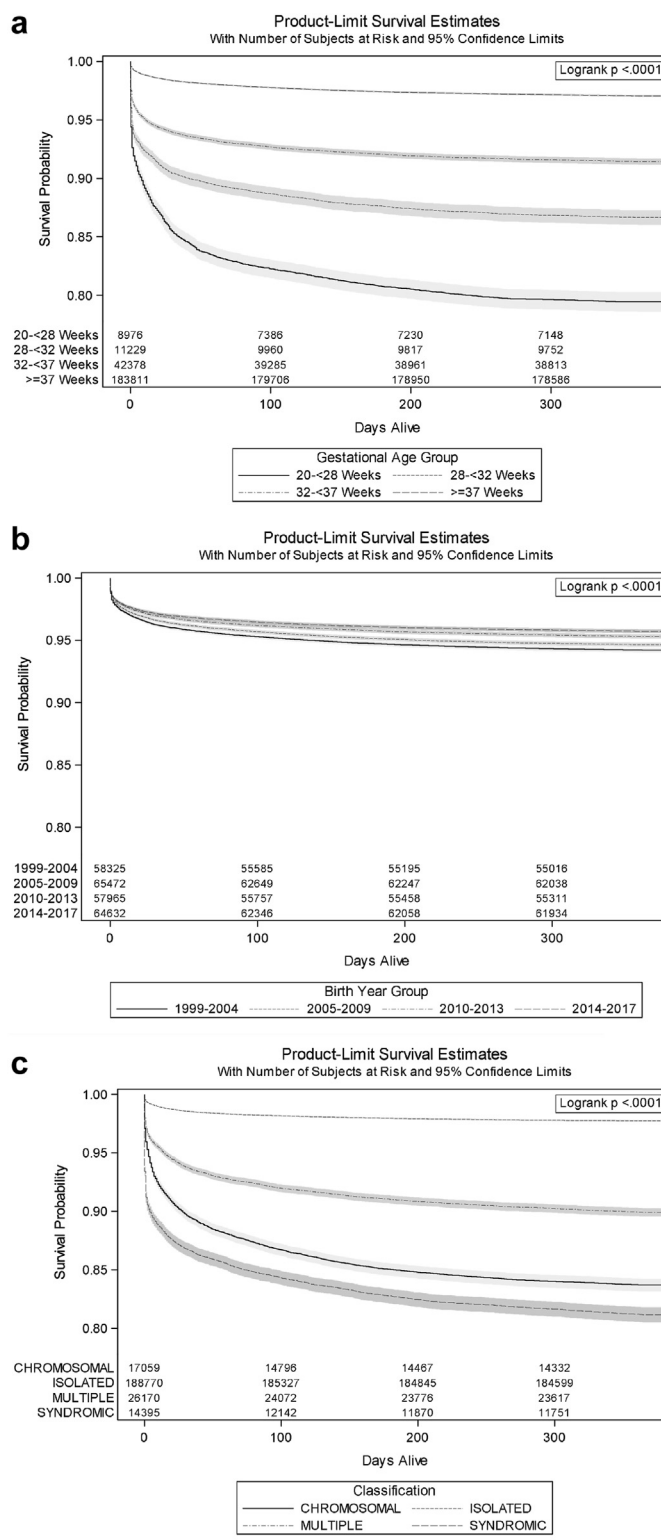 a
Product-Limit Survival Estimates
With Number of Subjects at Risk and 95% Confidence Limits
Logrank p <.0001
1.00
0.95
0.90
0.85
0.80
Survival Probability
20-<28 Weeks 8976 7386 7230 7148
28-<32 Weeks 11229 9960 9817 9752
32-<37 Weeks 42378 39285 38961 38813
>=37 Weeks 183811 179706 178950 178586
0 100 200 300
Days Alive
Gestational Age Group
20-<28 Weeks 28-<32 Weeks
32-<37 Weeks >=37 Weeks
b
Product-Limit Survival Estimates
With Number of Subjects at Risk and 95% Confidence Limits
Logrank p <.0001
1.00
0.95
0.90
0.85
0.80
Survival Probability
1999-2004 58325 55585 55195 55016
2005-2009 65472 62649 62247 62038
2010-2013 57965 55757 55458 55311
2014-2017 64632 62346 62058 61934
0 100 200 300
Days Alive
Birth Year Group
1999-2004 2005-2009 2010-2013 2014-2017
c
Product-Limit Survival Estimates
With Number of Subjects at Risk and 95% Confidence Limits
Logrank p <.0001
1.00
0.95
0.90
0.85
0.80
Survival Probability
CHROMOSOMAL 17059 14796 14467 14332
ISOLATED 188770 185327 184845 184599
MULTIPLE 26170 24072 23776 23617
SYNDROMIC 14395 12142 11870 11751
0 100 200 300
Days Alive
Classification
CHROMOSOMAL ISOLATED
MULTIPLE SYNDROMIC